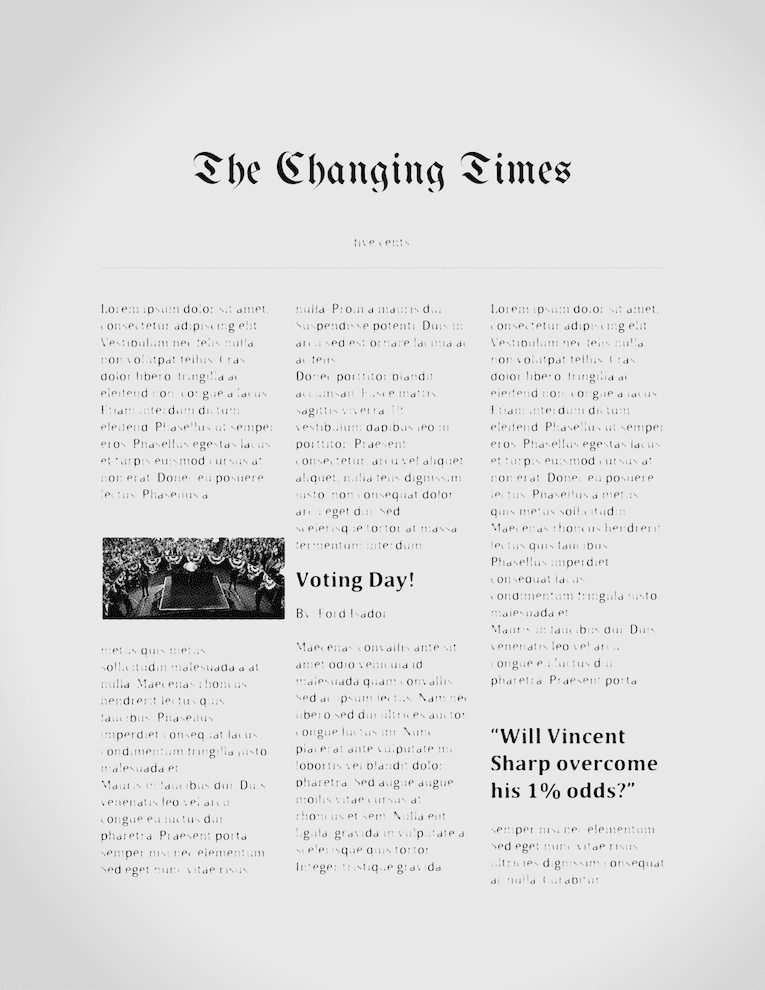 The Changing Times
five cents
Lorem ipsum dolor sit amet,
consectetur adipiscing elit.
Vestibulum nec tellus nulla,
non volutpat tellus. Cras
dolor libero, fringilla ac
eleifend non, congue a lacus.
Etiam interdum dictum
eleifend. Phasellus ut semper
eros. Phasellus egestas lacus
et turpis euismod cursus at
non erat. Donec eu posuere
lectus. Phasellus a
metus quis metus
sollicitudin malesuada a at
nulla. Maecenas rhoncus
hendrerit lectus quis
faucibus. Phasellus
imperdiet consequat lacus,
condimentum fringilla justo
malesuada et.
Mauris in faucibus dui. Duis
venenatis leo vel arcu
congue eu luctus dui
pharetra. Praesent porta
semper nisi nec elementum.
Sed eget nunc vitae risus
nulla. Proin a mauris dui.
Suspendisse potenti. Duis in
arcu sed est ornare lacinia ac
ac felis.
Donec porttitor blandit
accumsan. Fusce mattis
sagittis viverra. Ut
vestibulum dapibus leo in
porttitor. Praesent
consectetur, arcu vel aliquet
aliquet, nulla felis dignissim
justo, non consequat dolor
arcu eget dui. Sed
scelerisque tortor at massa
fermentum interdum.
Voting Day!
By: Ford Isador
Maecenas convallis ante sit
amet odio vehicula id
malesuada quam convallis.
Sed ac ipsum lectus. Nam nec
libero sed dui ultrices auctor
congue luctus mi. Nunc
placerat ante vulputate mi
lobortis vel blandit dolor
pharetra. Sed augue augue,
mollis vitae cursus at,
rhoncus et sem. Nulla elit
ligula, gravida in vulputate a,
scelerisque quis tortor.
Integer tristique gravida
Lorem ipsum dolor sit amet,
consectetur adipiscing elit.
Vestibulum nec tellus nulla,
non volutpat tellus. Cras
dolor libero, fringilla ac
eleifend non, congue a lacus.
Etiam interdum dictum
eleifend. Phasellus ut semper
eros. Phasellus egestas lacus
et turpis euismod cursus at
non erat. Donec eu posuere
lectus. Phasellus a metus
quis metus sollicitudin
Maecenas rhoncus hendrerit
lectus quis faucibus.
Phasellus imperdiet
consequat lacus,
condimentum fringilla justo
malesuada et.
Mauris in faucibus dui. Duis
venenatis leo vel arcu
congue eu luctus dui
pharetra. Praesent porta
“Will Vincent
Sharp overcome
his 1% odds?”
semper nisi nec elementum.
Sed eget nunc vitae risus
ultricies dignissim consequat
ac nulla. Curabitur